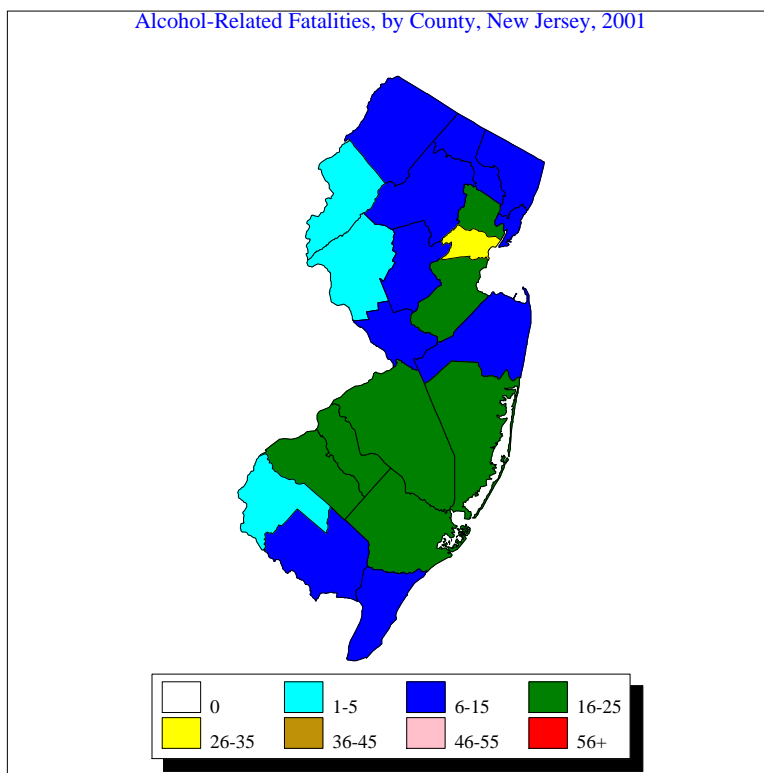 Alcohol-Related Fatalities, by County, New Jersey, 2001
0 1-5 6-15 16-25
26-35 36-45 46-55 56+